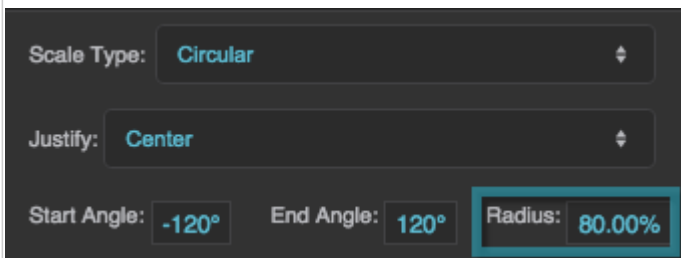 Scale Type: Circular
Justify: Center
Start Angle: -120° End Angle: 120° Radius: 80.00%